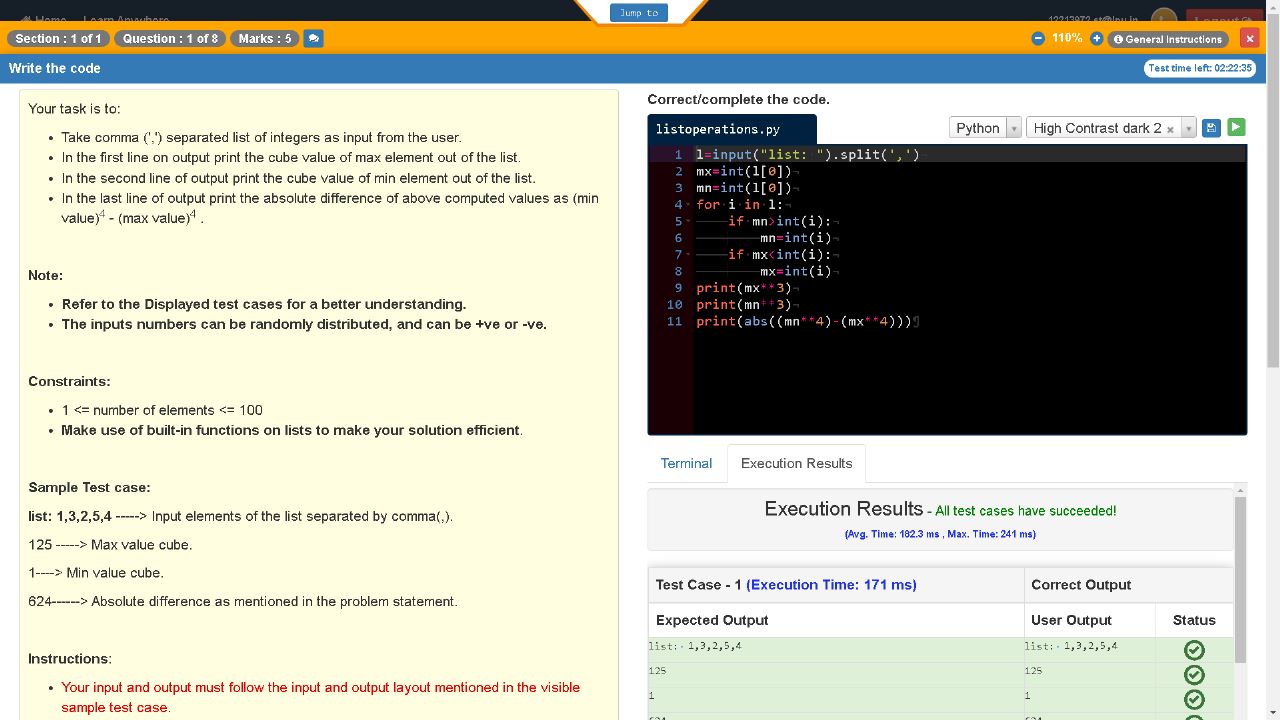 Home Learn Anywhere
Jump to
Logout
Section : 1 of 1 Question : 1 of 8 Marks : 5
110% General Instructions ×
Write the code
Test time left: 02:22:35
Your task is to:
Take comma (',') separated list of integers as input from the user.
In the first line on output print the cube value of max element out of the list.
In the second line of output print the cube value of min element out of the list.
In the last line of output print the absolute difference of above computed values as (min
value)4 - (max value)4 .
Note:
Refer to the Displayed test cases for a better understanding.
The inputs numbers can be randomly distributed, and can be +ve or -ve.
Constraints:
1 <= number of elements <= 100
Make use of built-in functions on lists to make your solution efficient.
Sample Test case:
list: 1,3,2,5,4 -----> Input elements of the list separated by comma(,).
125 -----> Max value cube.
1----> Min value cube.
624------> Absolute difference as mentioned in the problem statement.
Instructions:
Your input and output must follow the input and output layout mentioned in the visible
sample test case.
Correct/complete the code.
listoperations.py
Python High Contrast dark 2 ×
1 l=input("list: ").split(',')
2 mx=int(l[0])
3 mn=int(l[0])
4 for i in l:
5 if mn>int(i):
6 mn=int(i)
7 if mx<int(i):
8 mx=int(i)
9 print(mx**3)
10 print(mn**3)
11 print(abs((mn**4)-(mx**4)))
Terminal Execution Results
Execution Results - All test cases have succeeded!
(Avg. Time: 182.3 ms , Max. Time: 241 ms)
Test Case - 1 (Execution Time: 171 ms) Correct Output
Expected Output User Output Status
list: 1,3,2,5,4 list: 1,3,2,5,4
125 125
1 1
624 624